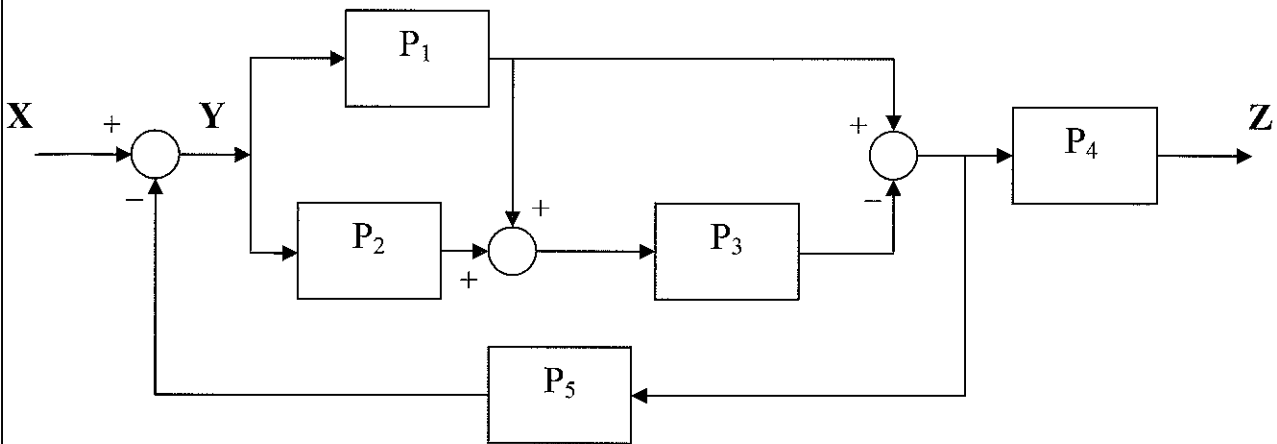 P₁
X + Y + P₄ Z
− + −
P₂ + P₃
P₅